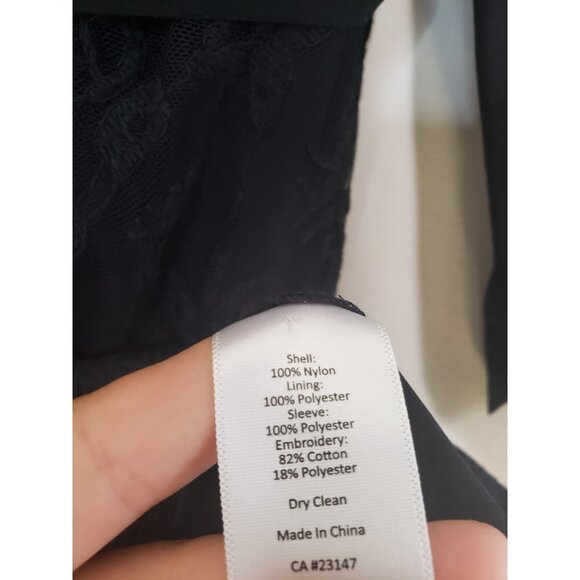 Shell:
100% Nylon
Lining:
100% Polyester
Sleeve:
100% Polyester
Embroidery:
82% Cotton
18% Polyester
Dry Clean
Made In China
CA #23147